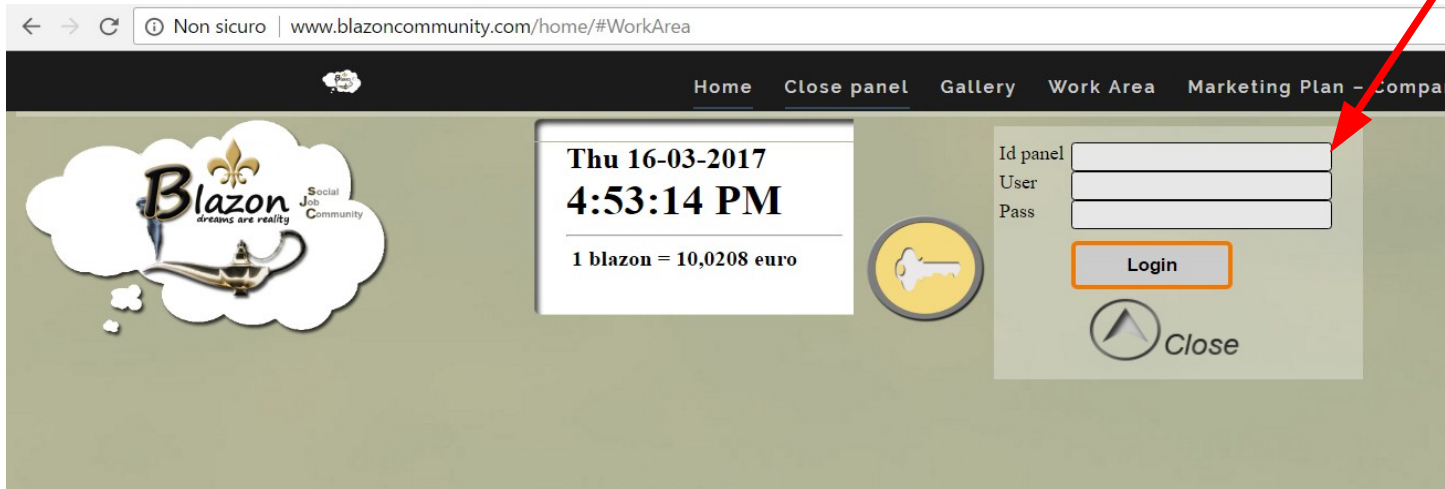 Non sicuro | www.blazoncommunity.com/home/#WorkArea
Home Close panel Gallery Work Area Marketing Plan –
Blazon
dreams are reality
Social
Job
Community
Thu 16-03-2017
4:53:14 PM
1 blazon = 10,0208 euro
Id panel
User
Pass
Login
Close